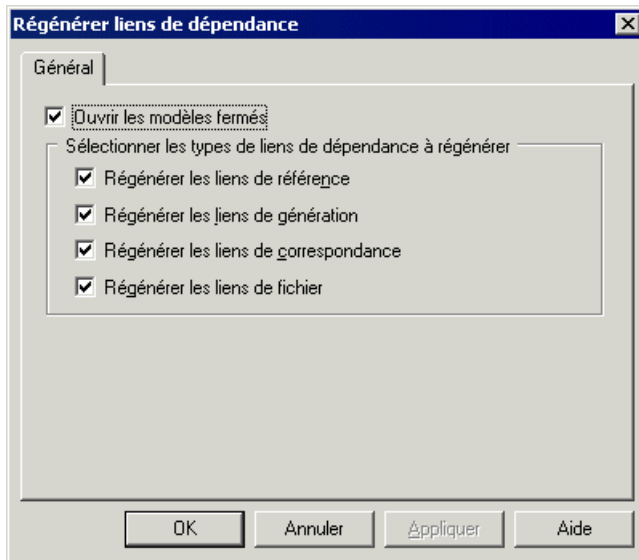 Régénérer liens de dépendance
Général
Ouvrir les modèles fermés
Sélectionner les types de liens de dépendance à régénérer
Régénérer les liens de référence
Régénérer les liens de génération
Régénérer les liens de correspondance
Régénérer les liens de fichier
OK Annuler Appliquer Aide